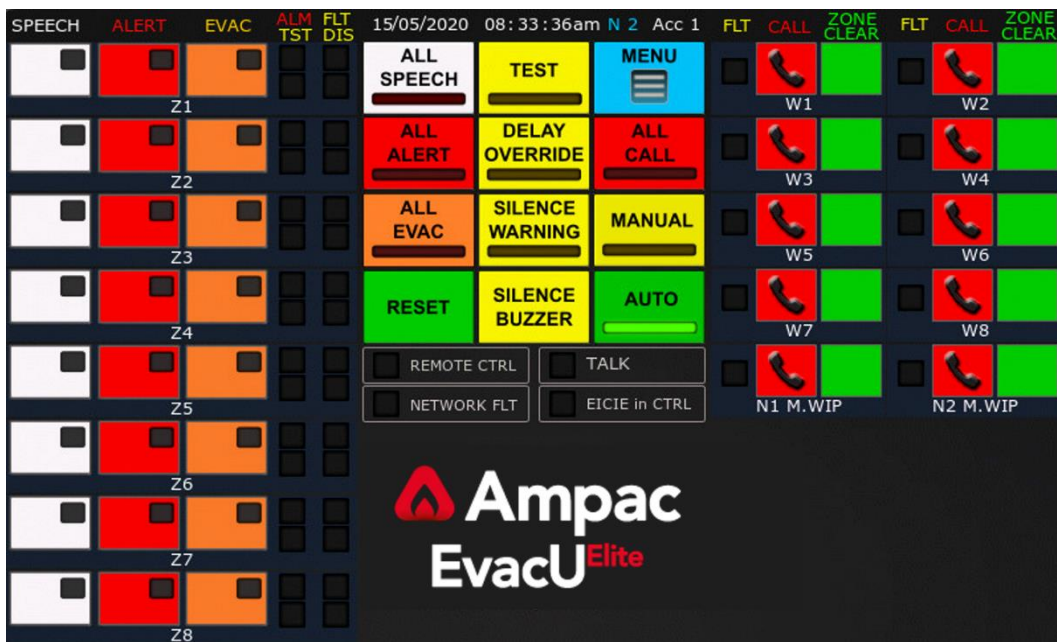 SPEECH ALERT EVAC ALM FLT 15/05/2020 08:33:36am N 2 Acc 1 FLT CALL ZONE FLT CALL ZONE
TST DIS CLEAR CLEAR
ALL
SPEECH
TEST
MENU
Z1
W1 W2
ALL
ALERT
DELAY
OVERRIDE
ALL
CALL
Z2
W3 W4
ALL
EVAC
SILENCE
WARNING
MANUAL
Z3
W5 W6
RESET
SILENCE
BUZZER
AUTO
Z4
W7 W8
REMOTE CTRL TALK
NETWORK FLT EICIE in CTRL
Z5
N1 M.WIP N2 M.WIP
Z6
Z7
Z8
Ampac
EvacU Elite